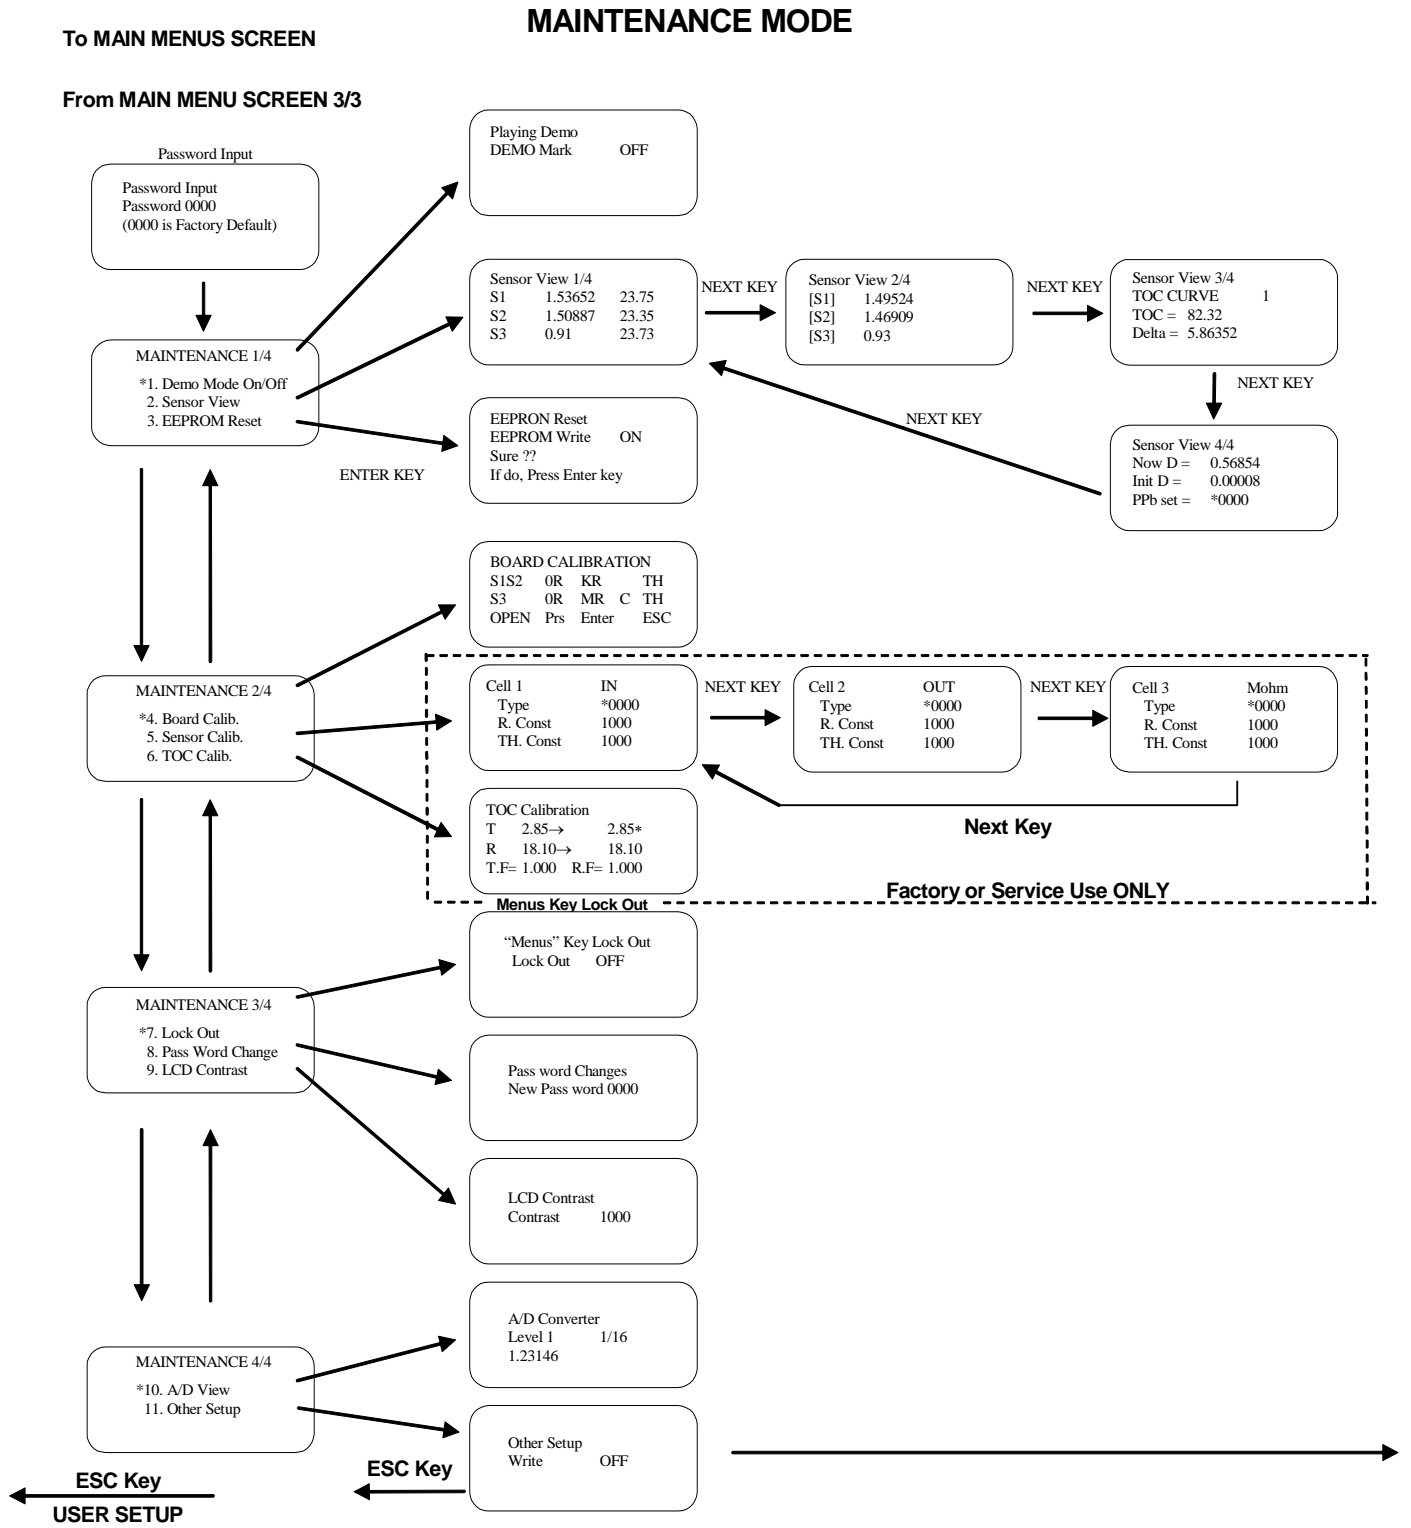 MAINTENANCE MODE
To MAIN MENUS SCREEN
From MAIN MENU SCREEN 3/3
Password Input
Password Input
Password 0000
(0000 is Factory Default)
Playing Demo
DEMO Mark OFF
MAINTENANCE 1/4
*1. Demo Mode On/Off
2. Sensor View
3. EEPROM Reset
Sensor View 1/4
S1 1.53652 23.75
S2 1.50887 23.35
S3 0.91 23.73
NEXT KEY
Sensor View 2/4
[S1] 1.49524
[S2] 1.46909
[S3] 0.93
NEXT KEY
Sensor View 3/4
TOC CURVE 1
TOC = 82.32
Delta = 5.86352
NEXT KEY
NEXT KEY
Sensor View 4/4
Now D = 0.56854
Init D = 0.00008
PPb set = *0000
ENTER KEY
EEPRON Reset
EEPROM Write ON
Sure ??
If do, Press Enter key
BOARD CALIBRATION
S1S2 0R KR TH
S3 0R MR C TH
OPEN Prs Enter ESC
MAINTENANCE 2/4
*4. Board Calib.
5. Sensor Calib.
6. TOC Calib.
Cell 1 IN
Type *0000
R. Const 1000
TH. Const 1000
NEXT KEY
Cell 2 OUT
Type *0000
R. Const 1000
TH. Const 1000
NEXT KEY
Cell 3 Mohm
Type *0000
R. Const 1000
TH. Const 1000
Next Key
TOC Calibration
T 2.85→ 2.85*
R 18.10→ 18.10
T.F= 1.000 R.F= 1.000
Factory or Service Use ONLY
Menus Key Lock Out
“Menus” Key Lock Out
Lock Out OFF
MAINTENANCE 3/4
*7. Lock Out
8. Pass Word Change
9. LCD Contrast
Pass word Changes
New Pass word 0000
LCD Contrast
Contrast 1000
A/D Converter
Level 1 1/16
1.23146
MAINTENANCE 4/4
*10. A/D View
11. Other Setup
Other Setup
Write OFF
ESC Key
ESC Key
USER SETUP